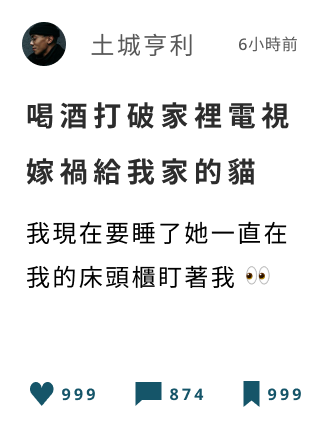 土城亨利
6小時前
喝酒打破家裡電視
嫁禍給我家的貓
我現在要睡了她一直在
我的床頭櫃盯著我 👀
999
874
999